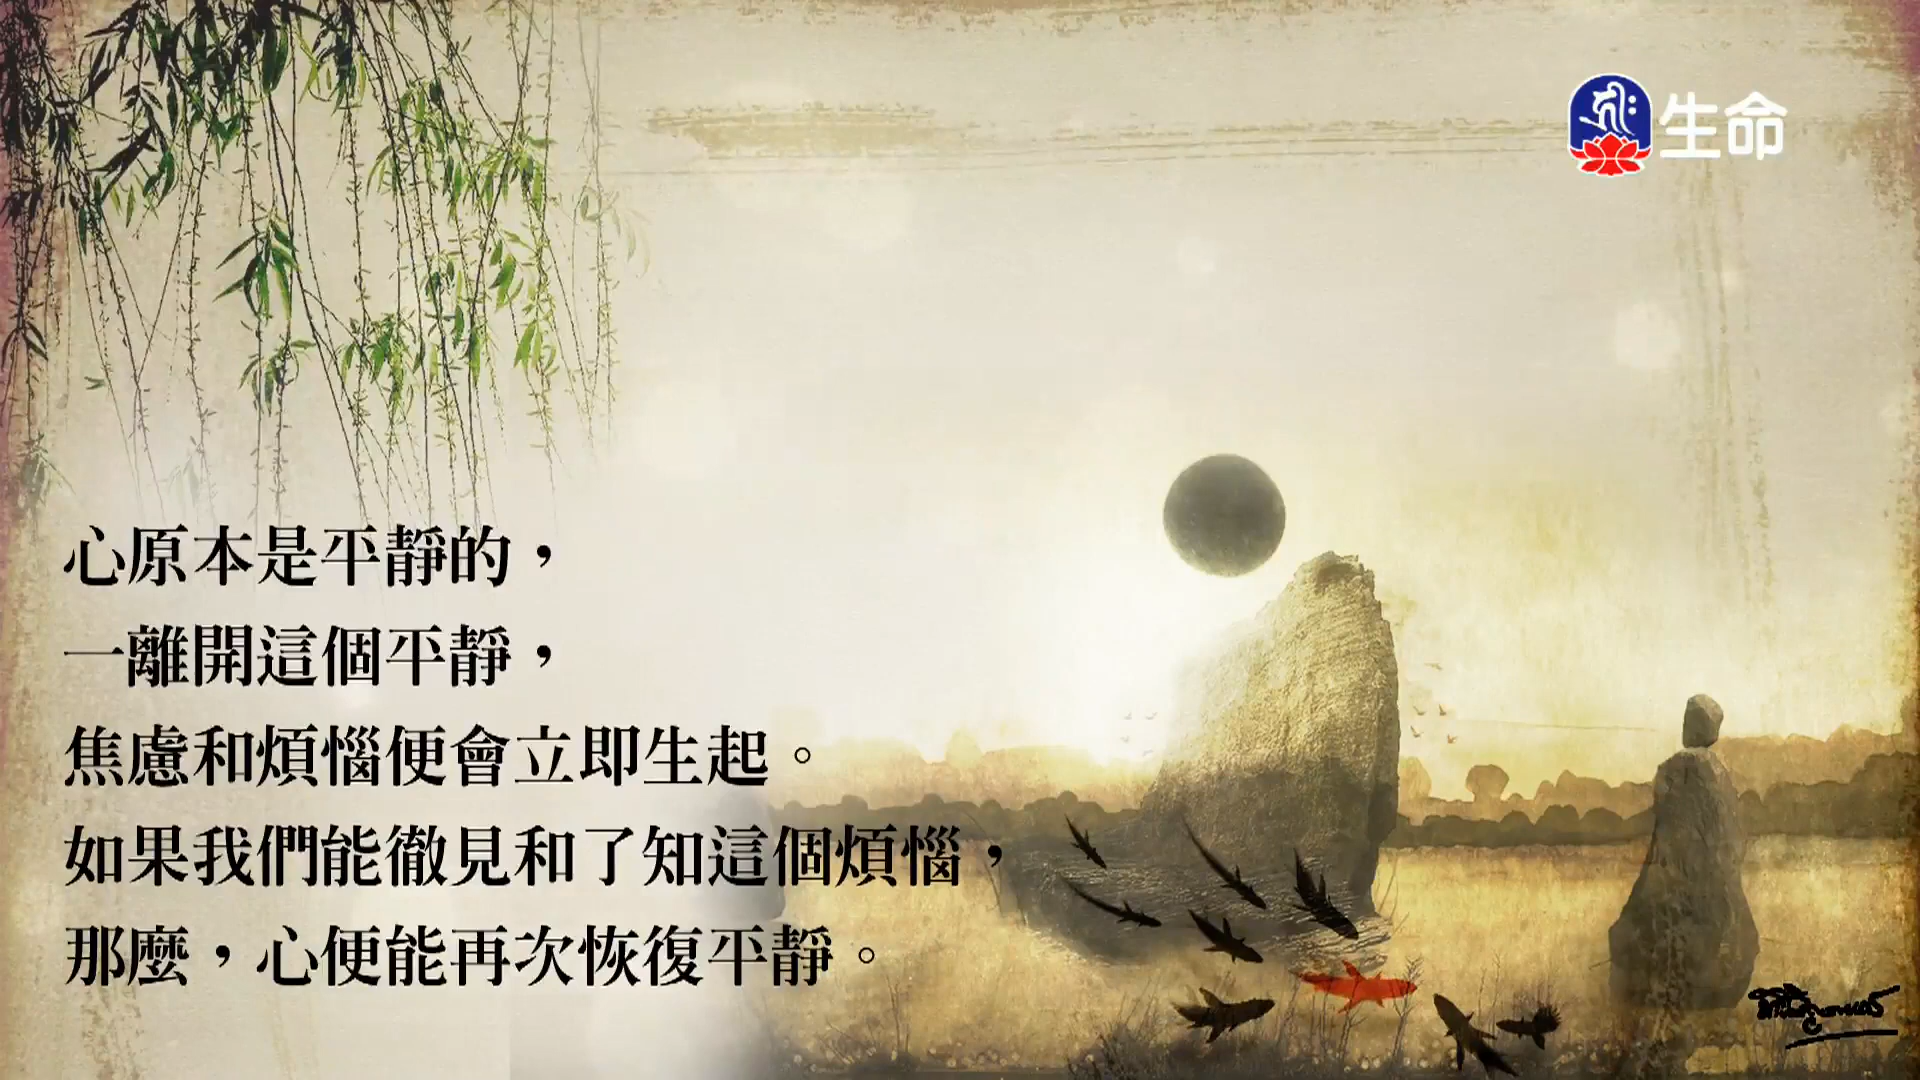 生命
心原本是平靜的，
一離開這個平靜，
焦慮和煩惱便會立即生起。
如果我們能徹見和了知這個煩惱，
那麼，心便能再次恢復平靜。